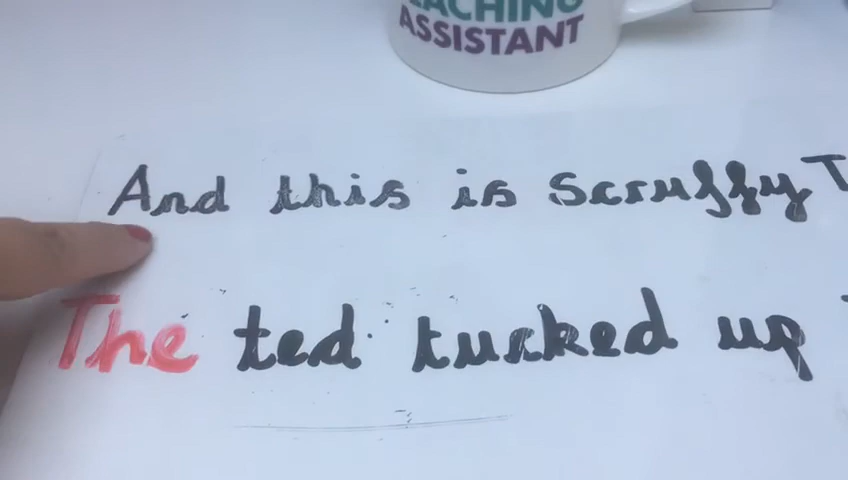 EACHING
ASSISTANT
And this is Scruffy T
The ted tucked up